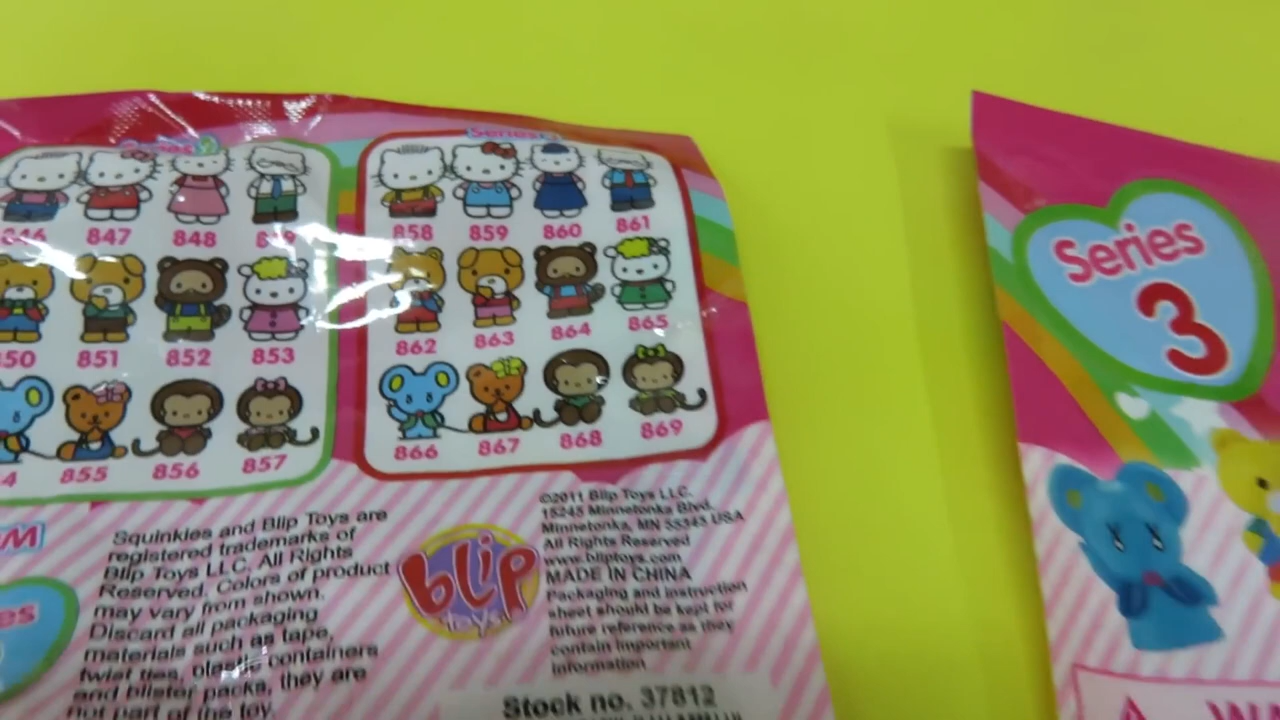 Series 2
Series
847
848
851
852
853
855
856
857
858
859
860
861
862
863
864
865
866
867
868
869
Squinkies and Blip Toys are
registered trademarks of
Blip Toys LLC. All Rights
Reserved. Colors of product
may vary from shown.
Discard all packaging
materials such as tape,
twist ties, plastic containers
and blister packs, they are
not part of the toy.
blip
toys
©2011 Blip Toys LLC.
15245 Minnetonka Blvd.
Minnetonka, MN 55345 USA
All Rights Reserved
www.bliptoys.com
MADE IN CHINA
Packaging and instruction
sheet should be kept for
future reference as they
contain important
information
Stock no. 37812
Series
3